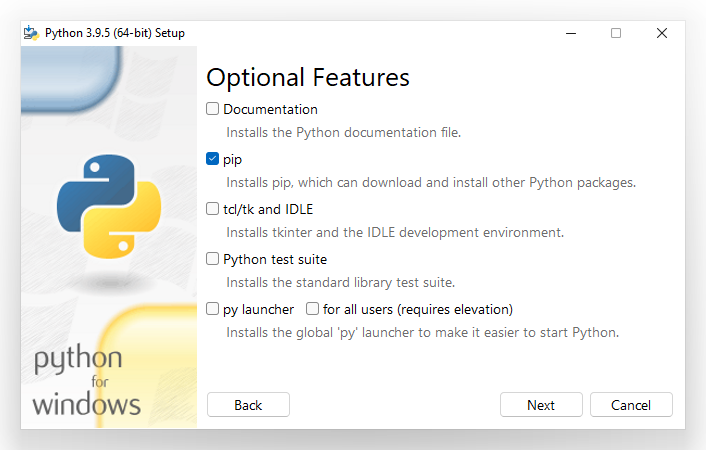 Python 3.9.5 (64-bit) Setup
Optional Features
Documentation
Installs the Python documentation file.
pip
Installs pip, which can download and install other Python packages.
tcl/tk and IDLE
Installs tkinter and the IDLE development environment.
Python test suite
Installs the standard library test suite.
py launcher for all users (requires elevation)
Installs the global 'py' launcher to make it easier to start Python.
python
for
windows
Back Next Cancel